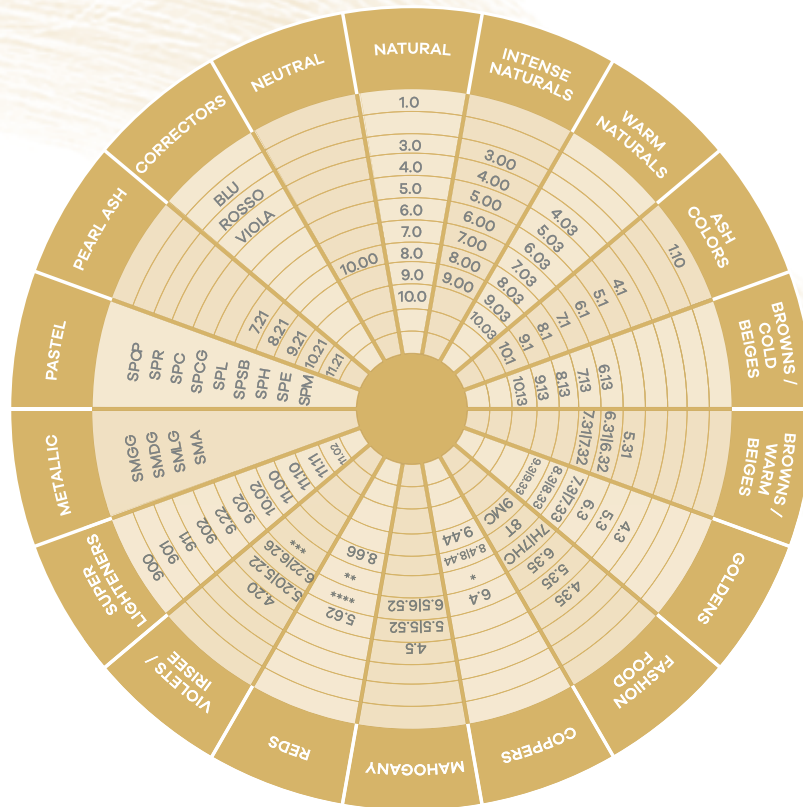 NATURAL
1.0
3.0
4.0
5.0
6.0
7.0
8.0
9.0
10.0
INTENSE
NATURALS
3.00
4.00
5.00
6.00
7.00
8.00
9.00
WARM
NATURALS
4.03
5.03
6.03
7.03
8.03
9.03
10.03
ASH
COLORS
1.10
4.1
5.1
6.1
7.1
8.1
9.1
10.1
BROWNS /
COLD
BEIGES
6.13
7.13
8.13
9.13
10.13
BROWNS /
WARM
BEIGES
5.31
6.31|6.32
7.31|7.32
GOLDENS
4.3
5.3
6.3
7.3|7.33
8.3|8.33
9.3|9.33
FASHION
FOOD
4.35
5.35
6.35
7H|7HC
8T
9MC
COPPERS
6.4
*
8.4|8.44
9.44
MAHOGANY
4.5
5.5|5.52
6.5|6.52
REDS
5.62
****
**
8.66
VIOLETS /
IRISEE
4.20
5.20|5.22
6.22|6.26
***
SUPER
LIGHTENERS
900
901
911
902
9.22
9.02
10.02
11.00
11.10
11.11
11.02
METALLIC
SMGG
SMDG
SMLG
SMA
PASTEL
SPOP
SPR
SPC
SPCG
SPL
SPSB
SPH
SPE
SPM
PEARL ASH
7.21
8.21
9.21
10.21
11.21
CORRECTORS
BLU
ROSSO
VIOLA
NEUTRAL
10.00